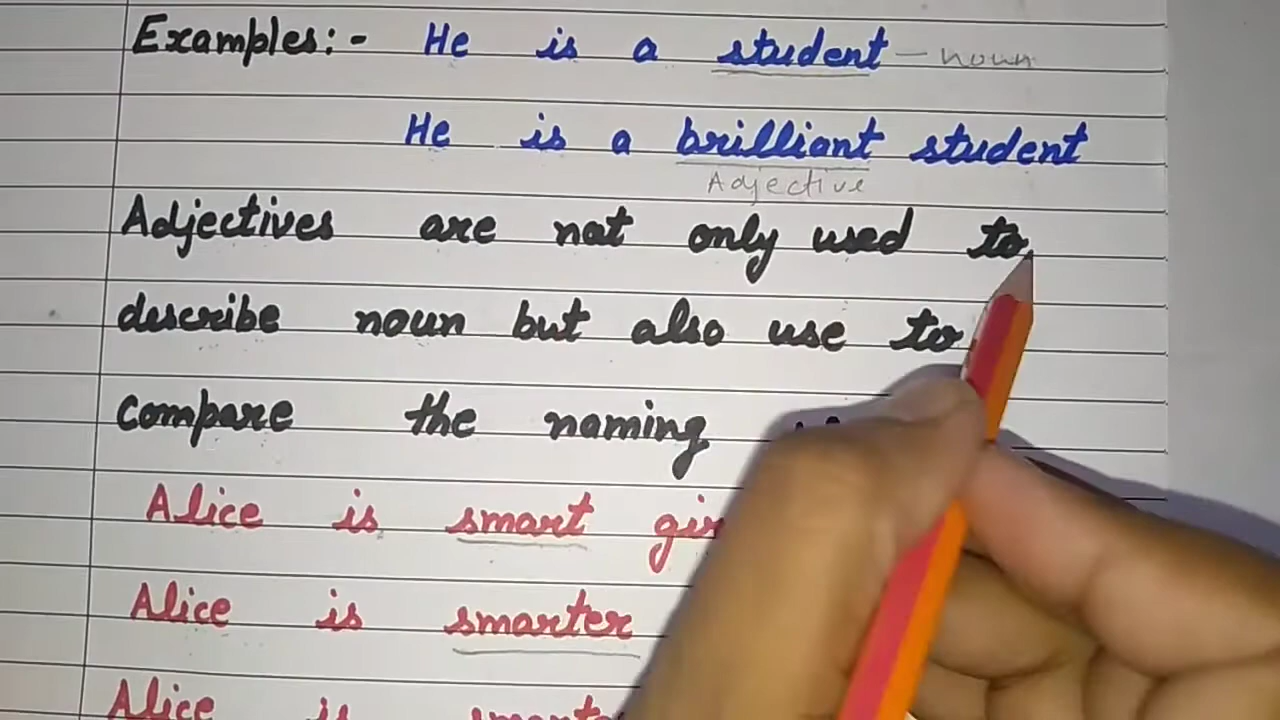 Examples:- He is a student – noun
He is a brilliant student
Adjective
Adjectives are not only used to
describe noun but also use to
Compare the naming
Alice is smart
Alice is smarter
Alice is